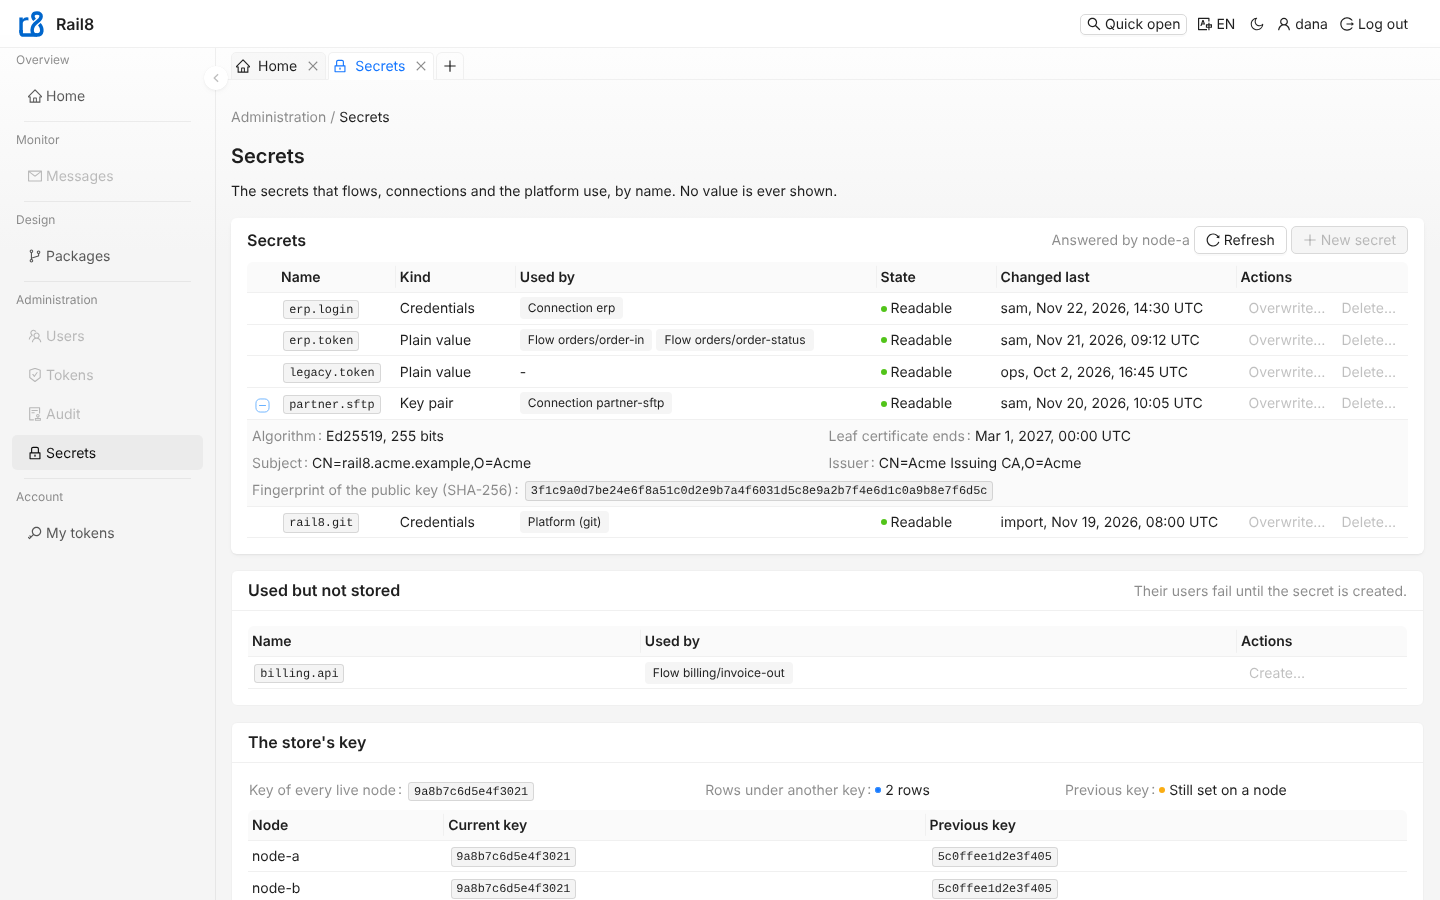 r8 Rail8
Quick open EN dana Log out
Overview
Home
Monitor
Messages
Design
Packages
Administration
Users
Tokens
Audit
Secrets
Account
My tokens
Home Secrets
Administration / Secrets
Secrets
The secrets that flows, connections and the platform use, by name. No value is ever shown.
Secrets Answered by node-a Refresh New secret
Name Kind Used by State Changed last Actions
erp.login Credentials Connection erp Readable sam, Nov 22, 2026, 14:30 UTC Overwrite... Delete...
erp.token Plain value Flow orders/order-in Flow orders/order-status Readable sam, Nov 21, 2026, 09:12 UTC Overwrite... Delete...
legacy.token Plain value - Readable ops, Oct 2, 2026, 16:45 UTC Overwrite... Delete...
partner.sftp Key pair Connection partner-sftp Readable sam, Nov 20, 2026, 10:05 UTC Overwrite... Delete...
Algorithm: Ed25519, 255 bits Leaf certificate ends: Mar 1, 2027, 00:00 UTC
Subject: CN=rail8.acme.example,O=Acme Issuer: CN=Acme Issuing CA,O=Acme
Fingerprint of the public key (SHA-256): 3f1c9a0d7be24e6f8a51c0d2e9b7a4f6031d5c8e9a2b7f4e6d1c0a9b8e7f6d5c
rail8.git Credentials Platform (git) Readable import, Nov 19, 2026, 08:00 UTC Overwrite... Delete...
Used but not stored Their users fail until the secret is created.
Name Used by Actions
billing.api Flow billing/invoice-out Create...
The store's key
Key of every live node: 9a8b7c6d5e4f3021 Rows under another key: 2 rows Previous key: Still set on a node
Node Current key Previous key
node-a 9a8b7c6d5e4f3021 5c0ffee1d2e3f405
node-b 9a8b7c6d5e4f3021 5c0ffee1d2e3f405